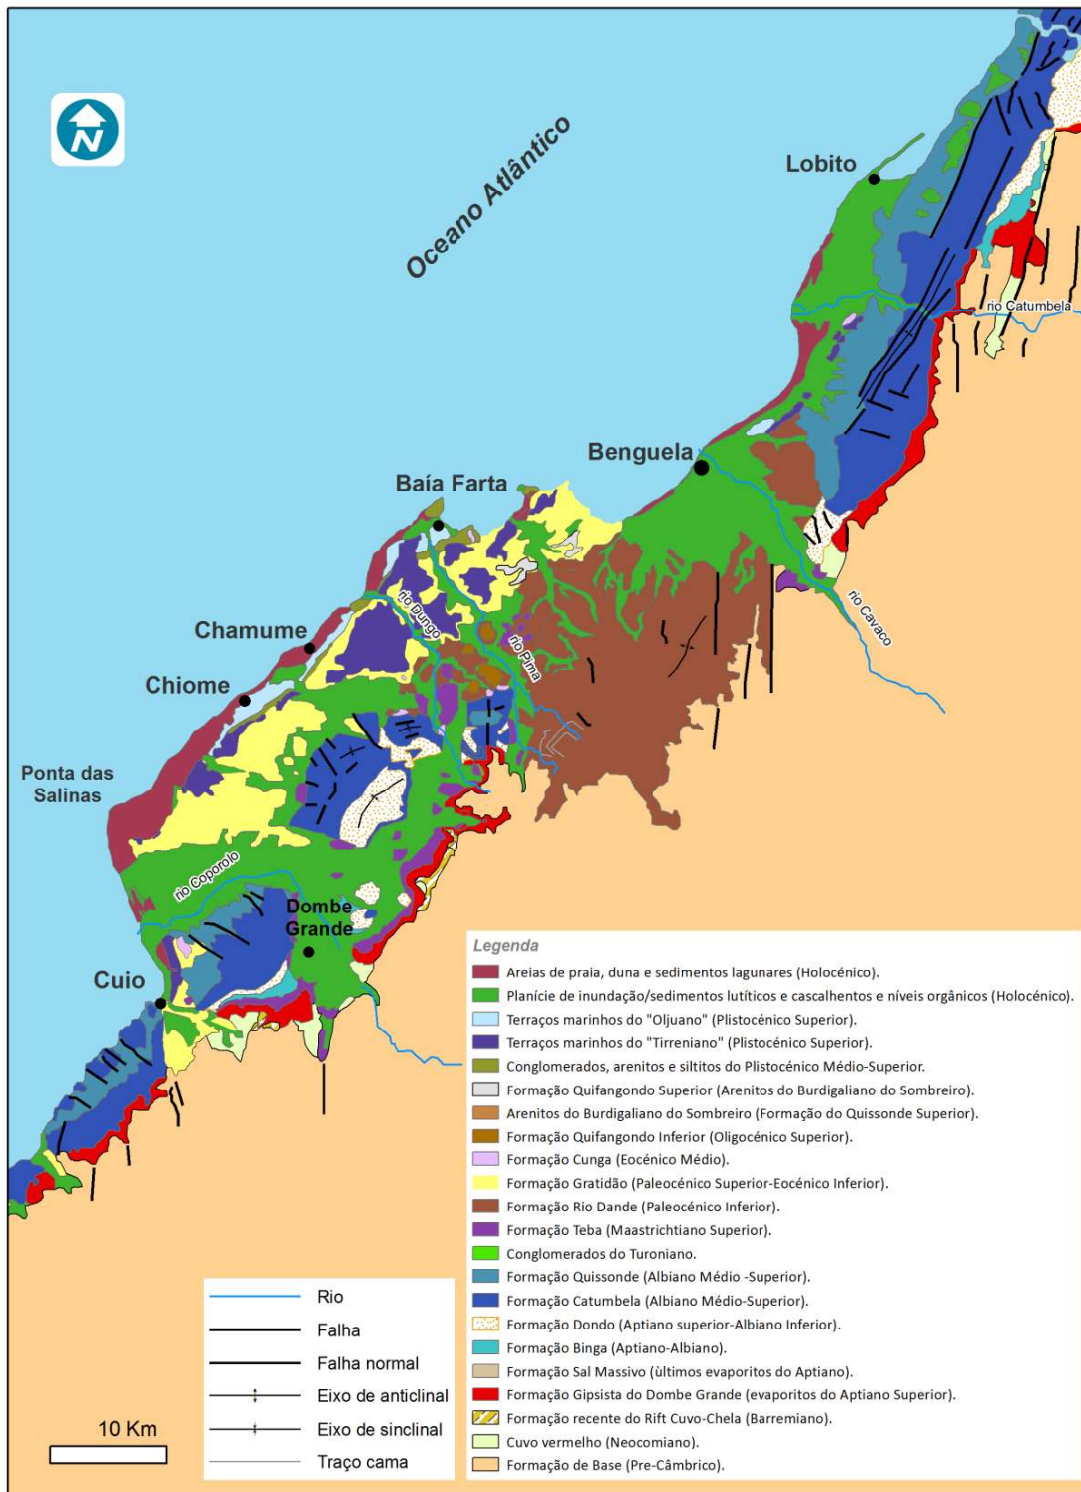 N
Oceano Atlântico
Lobito
rio Catumbela
Benguela
Baía Farta
rio Dungo
rio Pima
rio Cavaco
Chamume
Chiome
Ponta das
Salinas
rio Coporolo
Dombe
Grande
Cuio
Legenda
Areias de praia, duna e sedimentos lagunares (Holocénico).
Planície de inundação/sedimentos lutíticos e cascalhentos e níveis orgânicos (Holocénico).
Terraços marinhos do "Oljuano" (Plistocénico Superior).
Terraços marinhos do "Tirreniano" (Plistocénico Superior).
Conglomerados, arenitos e siltitos do Plistocénico Médio-Superior.
Formação Quifangondo Superior (Arenitos do Burdigaliano do Sombreiro).
Arenitos do Burdigaliano do Sombreiro (Formação do Quissonde Superior).
Formação Quifangondo Inferior (Oligocénico Superior).
Formação Cunga (Eocénico Médio).
Formação Gratidão (Paleocénico Superior-Eocénico Inferior).
Formação Rio Dande (Paleocénico Inferior).
Formação Teba (Maastrichtiano Superior).
Conglomerados do Turoniano.
Formação Quissonde (Albiano Médio -Superior).
Formação Catumbela (Albiano Médio-Superior).
Formação Dondo (Aptiano superior-Albiano Inferior).
Formação Binga (Aptiano-Albiano).
Formação Sal Massivo (ùltimos evaporitos do Aptiano).
Formação Gipsista do Dombe Grande (evaporitos do Aptiano Superior).
Formação recente do Rift Cuvo-Chela (Barremiano).
Cuvo vermelho (Neocomiano).
Formação de Base (Pre-Câmbrico).
Rio
Falha
Falha normal
Eixo de anticlinal
Eixo de sinclinal
Traço cama
10 Km